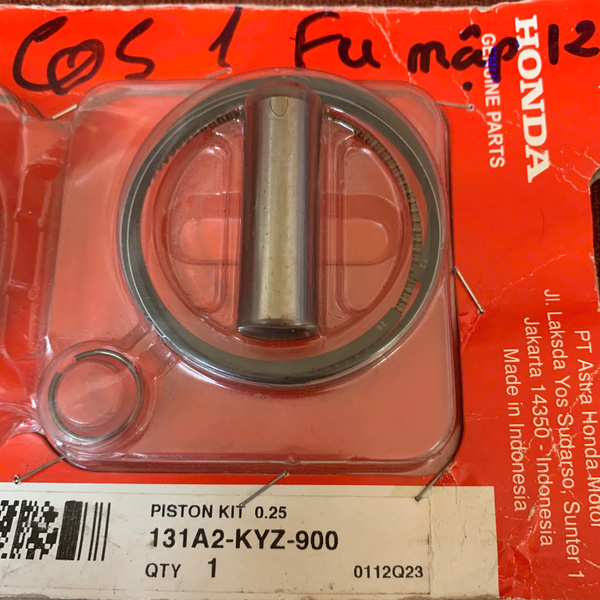 Cos 1 Fu mập 12
HONDA
GENUINE PARTS
PT Astra Honda Motor
Jl. Laksda Yos Sudarso, Sunter 1
Jakarta 14350 - Indonesia
Made in Indonesia
PISTON KIT 0.25
131A2-KYZ-900
QTY 1 0112Q23